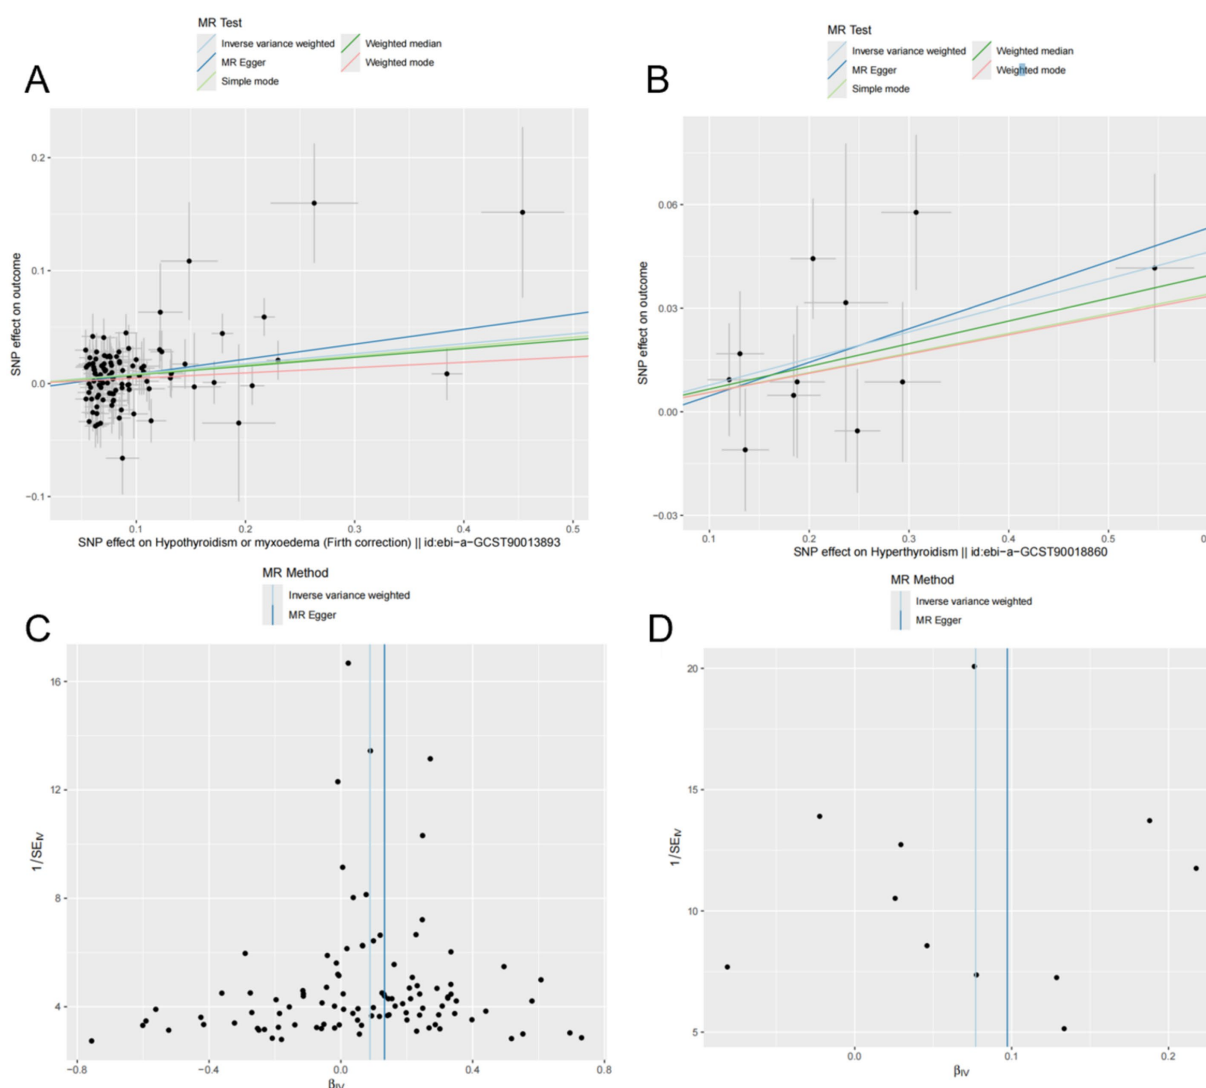 MR Test
Inverse variance weighted
Weighted median
MR Egger
Weighted mode
Simple mode
A
SNP effect on outcome
0.2
0.1
0.0
−0.1
0.1
0.2
0.3
0.4
0.5
SNP effect on Hypothyroidism or myxoedema (Firth correction) || id:ebi−a−GCST90013893
MR Test
Inverse variance weighted
Weighted median
MR Egger
Weighted mode
Simple mode
B
SNP effect on outcome
0.06
0.03
0.00
−0.03
0.1
0.2
0.3
0.4
0.5
SNP effect on Hyperthyroidism || id:ebi−a−GCST90018860
MR Method
Inverse variance weighted
MR Egger
C
1/SE_IV
16
12
8
4
−0.8
−0.4
0.0
0.4
0.8
β_IV
MR Method
Inverse variance weighted
MR Egger
D
1/SE_IV
20
15
10
5
0.0
0.1
0.2
β_IV